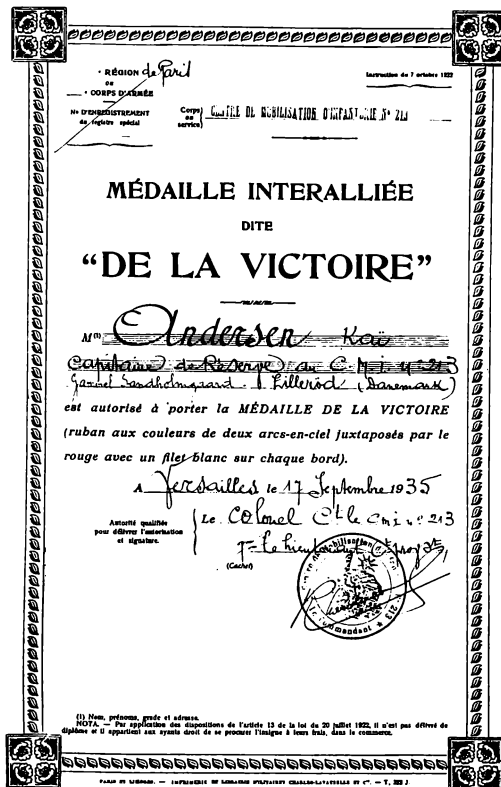 RÉGION de Paris
ou
CORPS D'ARMÉE
N° D'ENREGISTREMENT
du registre spécial
Instruction du 7 octobre 1922
Corps ou service) CENTRE DE MOBILISATION D'INFANTERIE N° 213
MÉDAILLE INTERALLIÉE
DITE
“DE LA VICTOIRE”
M(1) Andersen Kaï
Capitaine de Réserve au C.M.I. n° 213
Sandholmgaard Hillerod (Danemark)
est autorisé à porter la MÉDAILLE DE LA VICTOIRE
(ruban aux couleurs de deux arcs-en-ciel juxtaposés par le
rouge avec un filet blanc sur chaque bord).
A Versailles le 17 Septembre 1935
Autorité qualifiée
pour délivrer l'autorisation
et signature.
Le Colonel Ct le C m i n° 213
(Cachet)
Mobilisation
213
Commandant
(1) Nom, prénoms, grade et adresse.
NOTA. — Par application des dispositions de l'article 13 de la loi du 20 juillet 1922, il n'est pas délivré de
diplôme et il appartient aux ayants droit de se procurer l'insigne à leurs frais, dans le commerce.
PARIS ET LIMOGES. — IMPRIMERIE ET LIBRAIRIE MILITAIRES CHARLES-LAVAUZELLE ET Cie. —